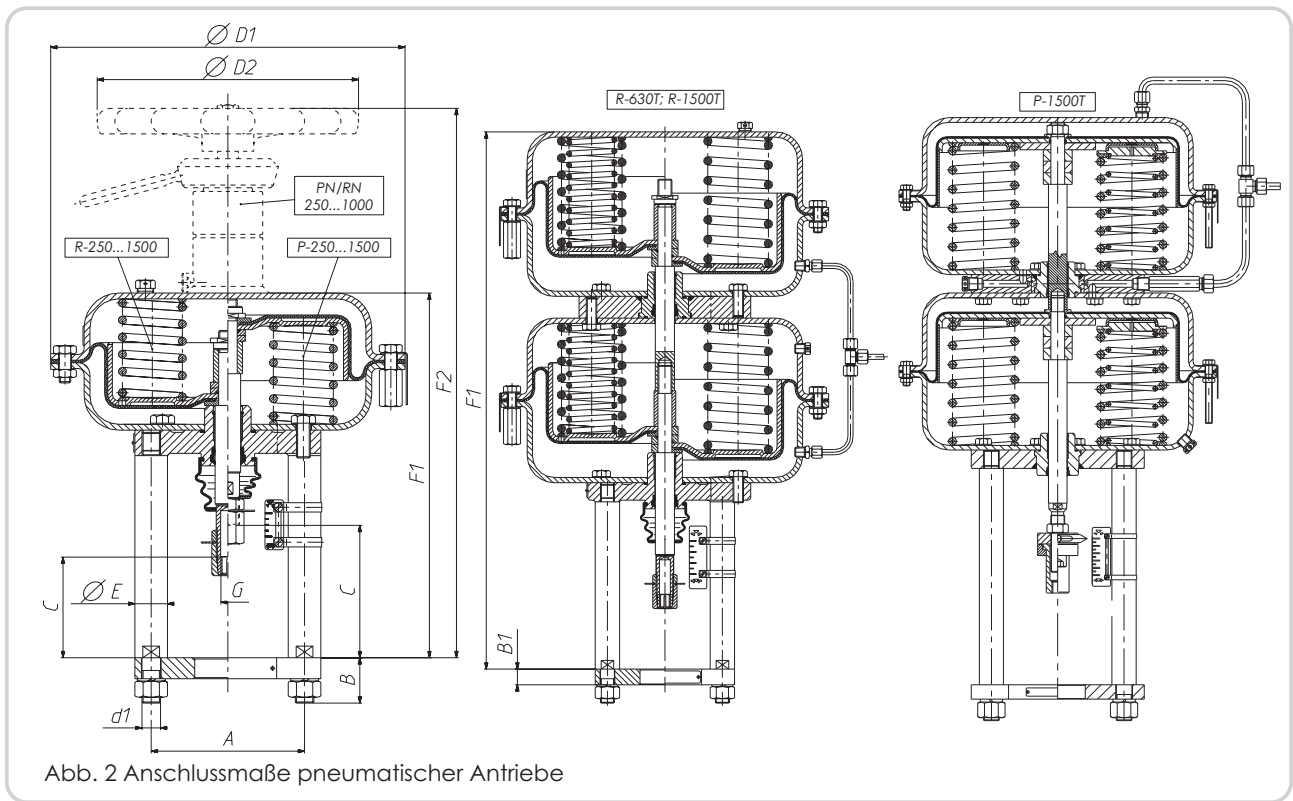 Ø D1
Ø D2
R-630T; R-1500T
P-1500T
PN/RN
250...1000
R-250...1500
P-250...1500
F2
F1
F1
C
C
Ø E
G
B1
B
d1
A
Abb. 2 Anschlussmaße pneumatischer Antriebe